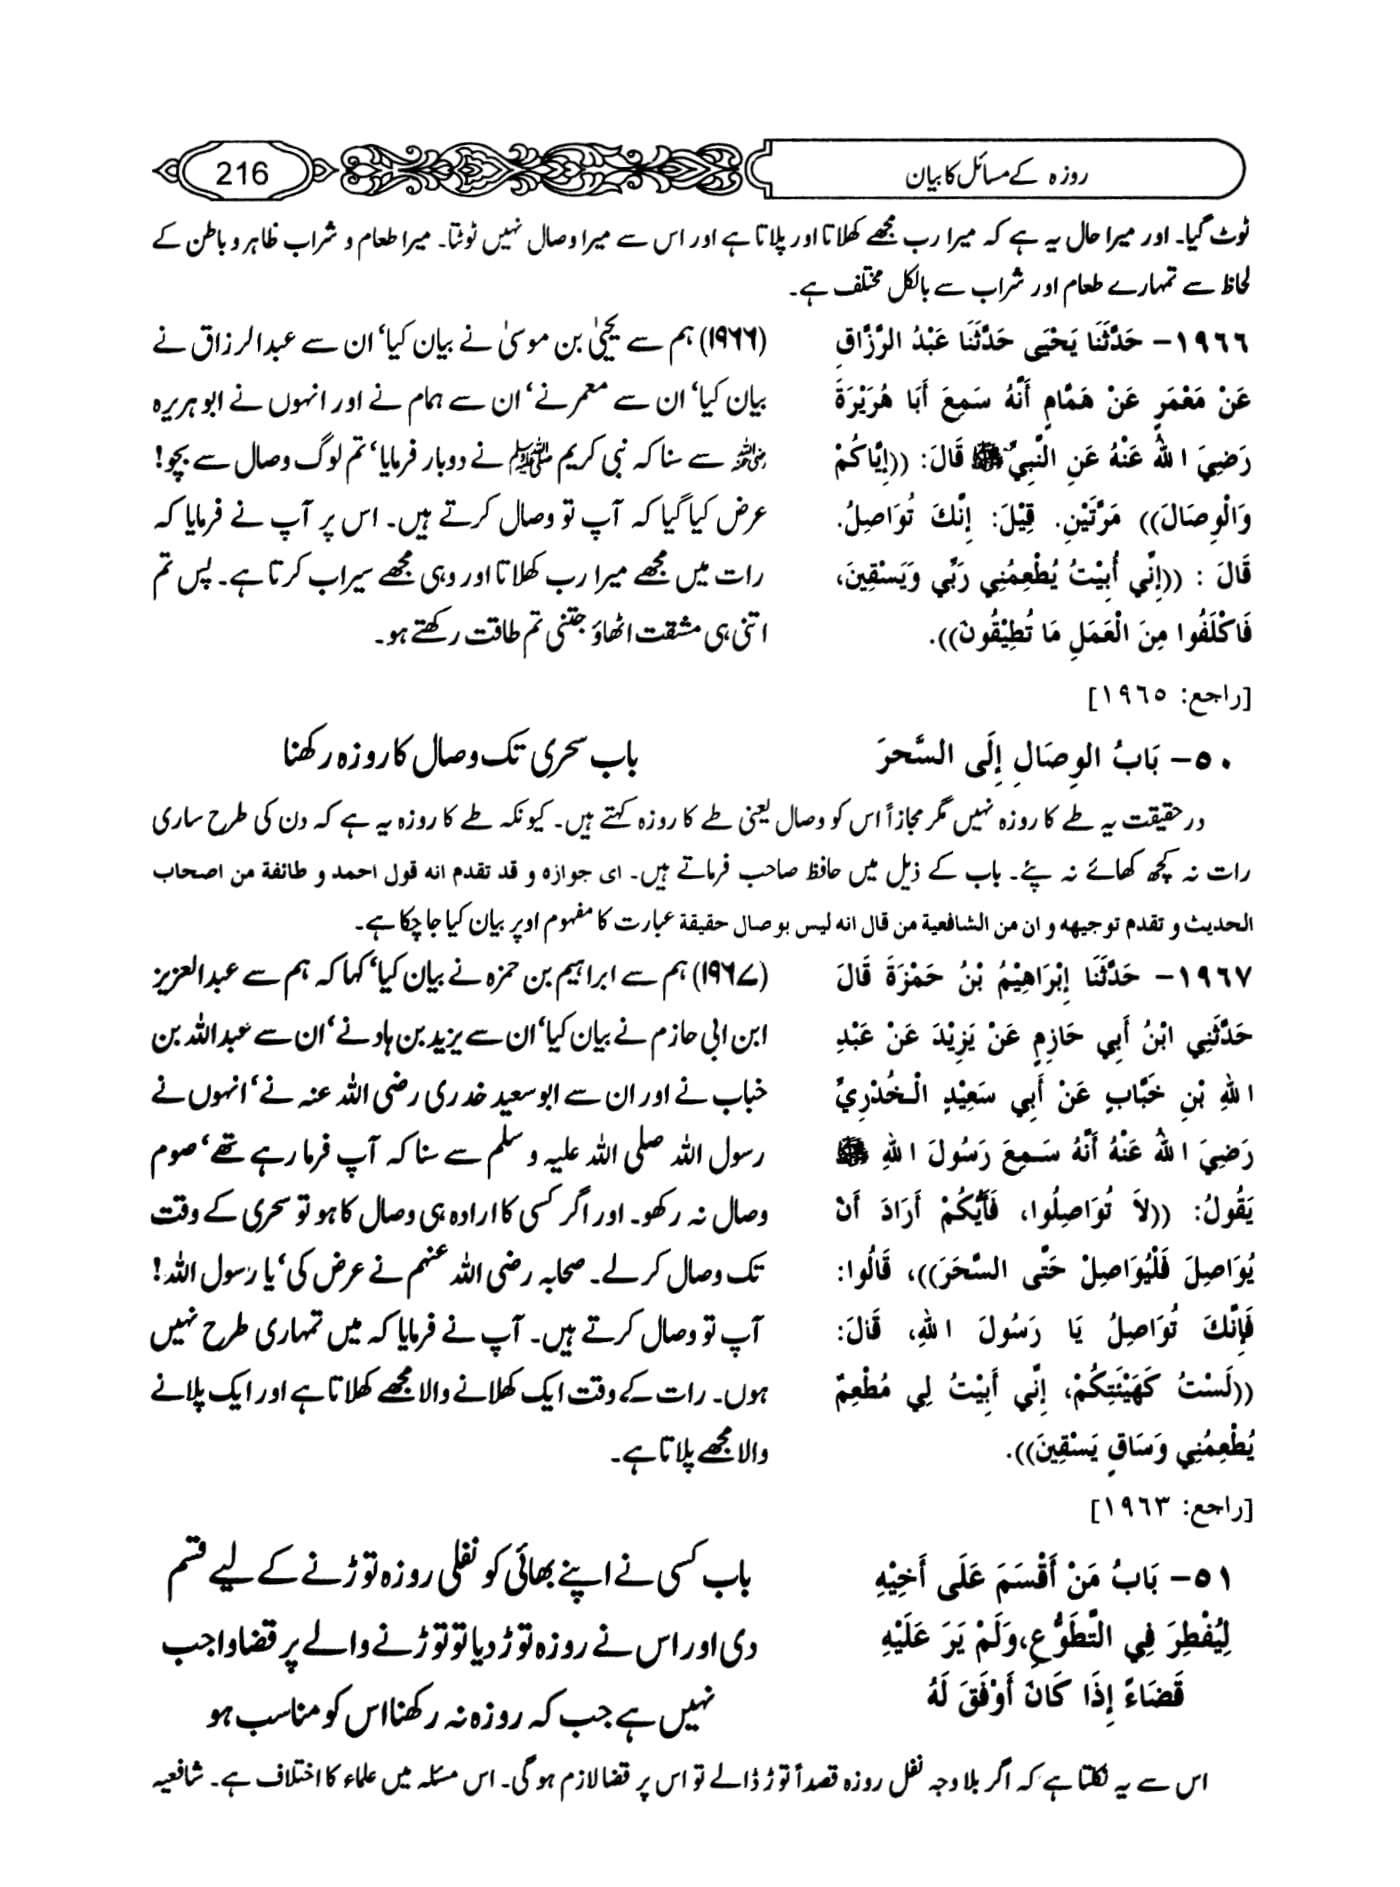 روزہ کے مسائل کا بیان
216
ٹوٹ گیا۔ اور میرا حال یہ ہے کہ میرا رب مجھے کھلاتا اور پلاتا ہے اور اس سے میرا وصال نہیں ٹوٹتا۔ میرا طعام و شراب ظاہر و باطن کے
لحاظ سے تمہارے طعام اور شراب سے بالکل مختلف ہے۔
١٩٦٦– حَدَّثَنَا يَحْيَى حَدَّثَنَا عَبْدُ الرَّزَّاقِ
عَنْ مَعْمَرٍ عَنْ هَمَّامٍ أَنَّهُ سَمِعَ أَبَا هُرَيْرَةَ
رَضِيَ اللهُ عَنْهُ عَنِ النَّبِيِّ ﷺ قَالَ: ((إِيَّاكُمْ
وَالْوِصَالَ)) مَرَّتَيْنِ. قِيْلَ: إِنَّكَ تُوَاصِلُ.
قَالَ : ((إِنِّي أَبِيْتُ يُطْعِمُنِي رَبِّي وَيَسْقِينِ،
فَاكْلَفُوا مِنَ الْعَمَلِ مَا تُطِيْقُونَ)).
[راجع: ١٩٦٥]
(۱۹۶۶) ہم سے یحییٰ بن موسیٰ نے بیان کیا‘ ان سے عبدالرزاق نے
بیان کیا‘ ان سے معمر نے‘ ان سے ہمام نے اور انہوں نے ابو ہریرہ
رضی اللہ عنہ سے سنا کہ نبی کریم ﷺ نے دوبار فرمایا‘ تم لوگ وصال سے بچو!
عرض کیا گیا کہ آپ تو وصال کرتے ہیں۔ اس پر آپ نے فرمایا کہ
رات میں مجھے میرا رب کھلاتا اور وہی مجھے سیراب کرتا ہے۔ پس تم
اتنی ہی مشقت اٹھاؤ جتنی تم طاقت رکھتے ہو۔
٥٠– بَابُ الوِصَالِ إِلَى السَّحَرَ
باب سحری تک وصال کا روزہ رکھنا
در حقیقت یہ طے کا روزہ نہیں مگر مجازاً اس کو وصال یعنی طے کا روزہ کہتے ہیں۔ کیونکہ طے کا روزہ یہ ہے کہ دن کی طرح ساری
رات نہ کچھ کھائے نہ پئے۔ باب کے ذیل میں حافظ صاحب فرماتے ہیں۔ ای جوازه و قد تقدم انه قول احمد و طائفة من اصحاب
الحدیث و تقدم توجیهه و ان من الشافعیة من قال انه لیس بوصال حقیقة عبارت کا مفہوم اوپر بیان کیا جا چکا ہے۔
١٩٦٧– حَدَّثَنَا إِبْرَاهِيْمُ بْنُ حَمْزَةَ قَالَ
حَدَّثَنِي ابْنُ أَبِي حَازِمٍ عَنْ يَزِيْدَ عَنْ عَبْدِ
اللهِ بْنِ خَبَّابٍ عَنْ أَبِي سَعِيْدٍ الْخُدْرِيِّ
رَضِيَ اللهُ عَنْهُ أَنَّهُ سَمِعَ رَسُولَ اللهِ ﷺ
يَقُولُ: ((لاَ تُوَاصِلُوا، فَأَيُّكُمْ أَرَادَ أَنْ
يُوَاصِلَ فَلْيُوَاصِلْ حَتَّى السَّحَرَ))، قَالُوا:
فَإِنَّكَ تُوَاصِلُ يَا رَسُولَ اللهِ، قَالَ:
((لَسْتُ كَهَيْئَتِكُمْ، إِنِّي أَبِيْتُ لِي مُطْعِمٌ
يُطْعِمُنِي وَسَاقٍ يَسْقِينِ)).
[راجع: ١٩٦٣]
(۱۹۶۷) ہم سے ابراہیم بن حمزہ نے بیان کیا‘ کہا کہ ہم سے عبدالعزیز
ابن ابی حازم نے بیان کیا‘ ان سے یزید بن ہاد نے‘ ان سے عبداللہ بن
خباب نے اور ان سے ابوسعید خدری رضی اللہ عنہ نے‘ انہوں نے
رسول اللہ صلی اللہ علیہ و سلم سے سنا کہ آپ فرما رہے تھے‘ صوم
وصال نہ رکھو۔ اور اگر کسی کا ارادہ ہی وصال کا ہو تو سحری کے وقت
تک وصال کر لے۔ صحابہ رضی اللہ عنہم نے عرض کی‘ یا رسول اللہ!
آپ تو وصال کرتے ہیں۔ آپ نے فرمایا کہ میں تمہاری طرح نہیں
ہوں۔ رات کے وقت ایک کھلانے والا مجھے کھلاتا ہے اور ایک پلانے
والا مجھے پلاتا ہے۔
٥١– بَابُ مَنْ أَقْسَمَ عَلَى أَخِيْهِ
لِيُفْطِرَ فِي التَّطَوُّعِ،وَلَمْ يَرَ عَلَيْهِ
قَضَاءً إِذَا كَانَ أَوْفَقَ لَهُ
باب کسی نے اپنے بھائی کو نفلی روزہ توڑنے کے لیے قسم
دی اور اس نے روزہ توڑ دیا تو توڑنے والے پر قضا واجب
نہیں ہے جب کہ روزہ نہ رکھنا اس کو مناسب ہو
اس سے یہ نکلتا ہے کہ اگر بلا وجہ نفل روزہ قصداً توڑ ڈالے تو اس پر قضا لازم ہو گی۔ اس مسئلہ میں علماء کا اختلاف ہے۔ شافعیہ